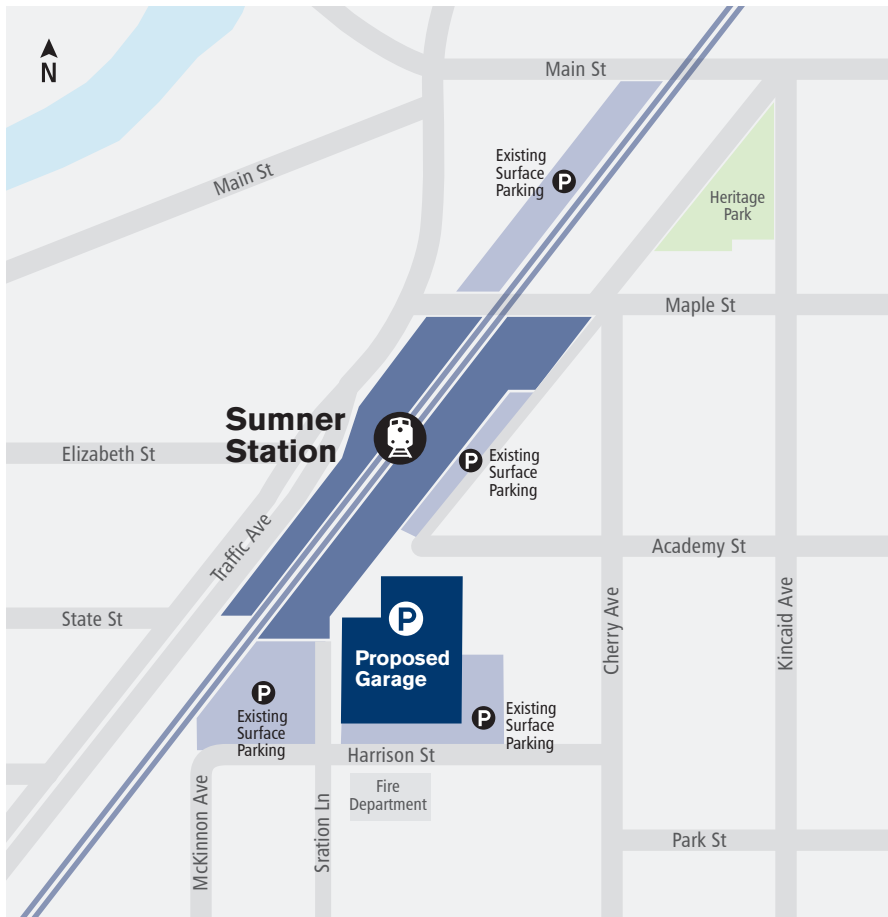 N
Main St
Existing
Surface
Parking
P
Main St
Heritage
Park
Maple St
Sumner
Station
Elizabeth St
P
Existing
Surface
Parking
Traffic Ave
Academy St
State St
P
Proposed
Garage
Cherry Ave
Kincaid Ave
P
Existing
Surface
Parking
P
Existing
Surface
Parking
Harrison St
Fire
Department
McKinnon Ave
Sration Ln
Park St